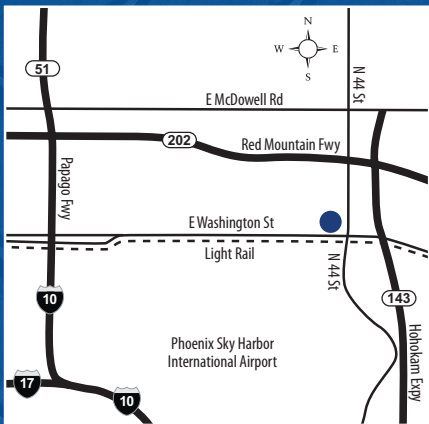 N
W
E
S
51
N 44 St
E McDowell Rd
202
Red Mountain Fwy
Papago Fwy
E Washington St
Light Rail
N 44 St
10
143
Hohokam Expy
Phoenix Sky Harbor
International Airport
17
10